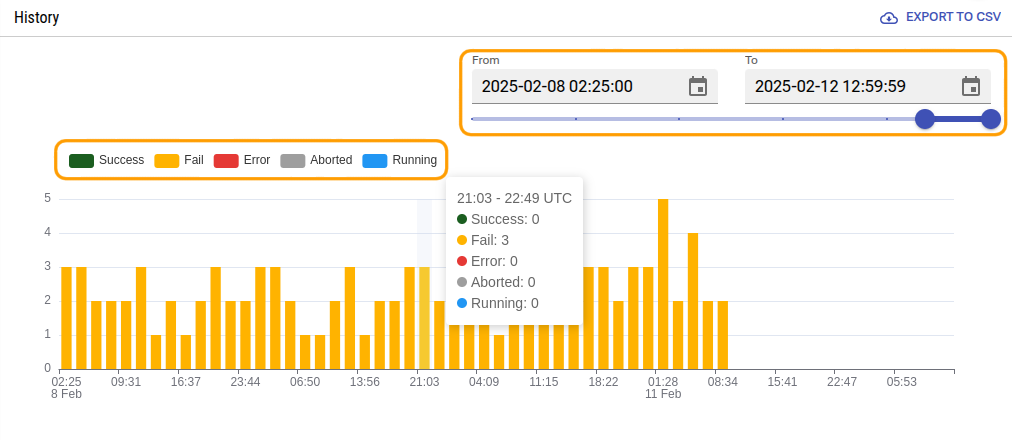 History
EXPORT TO CSV
From
To
2025-02-08 02:25:00
2025-02-12 12:59:59
Success Fail Error Aborted Running
21:03 - 22:49 UTC
Success: 0
Fail: 3
Error: 0
Aborted: 0
Running: 0
5
4
3
2
1
0
02:25 09:31 16:37 23:44 06:50 13:56 21:03 04:09 11:15 18:22 01:28 08:34 15:41 22:47 05:53
8 Feb 11 Feb